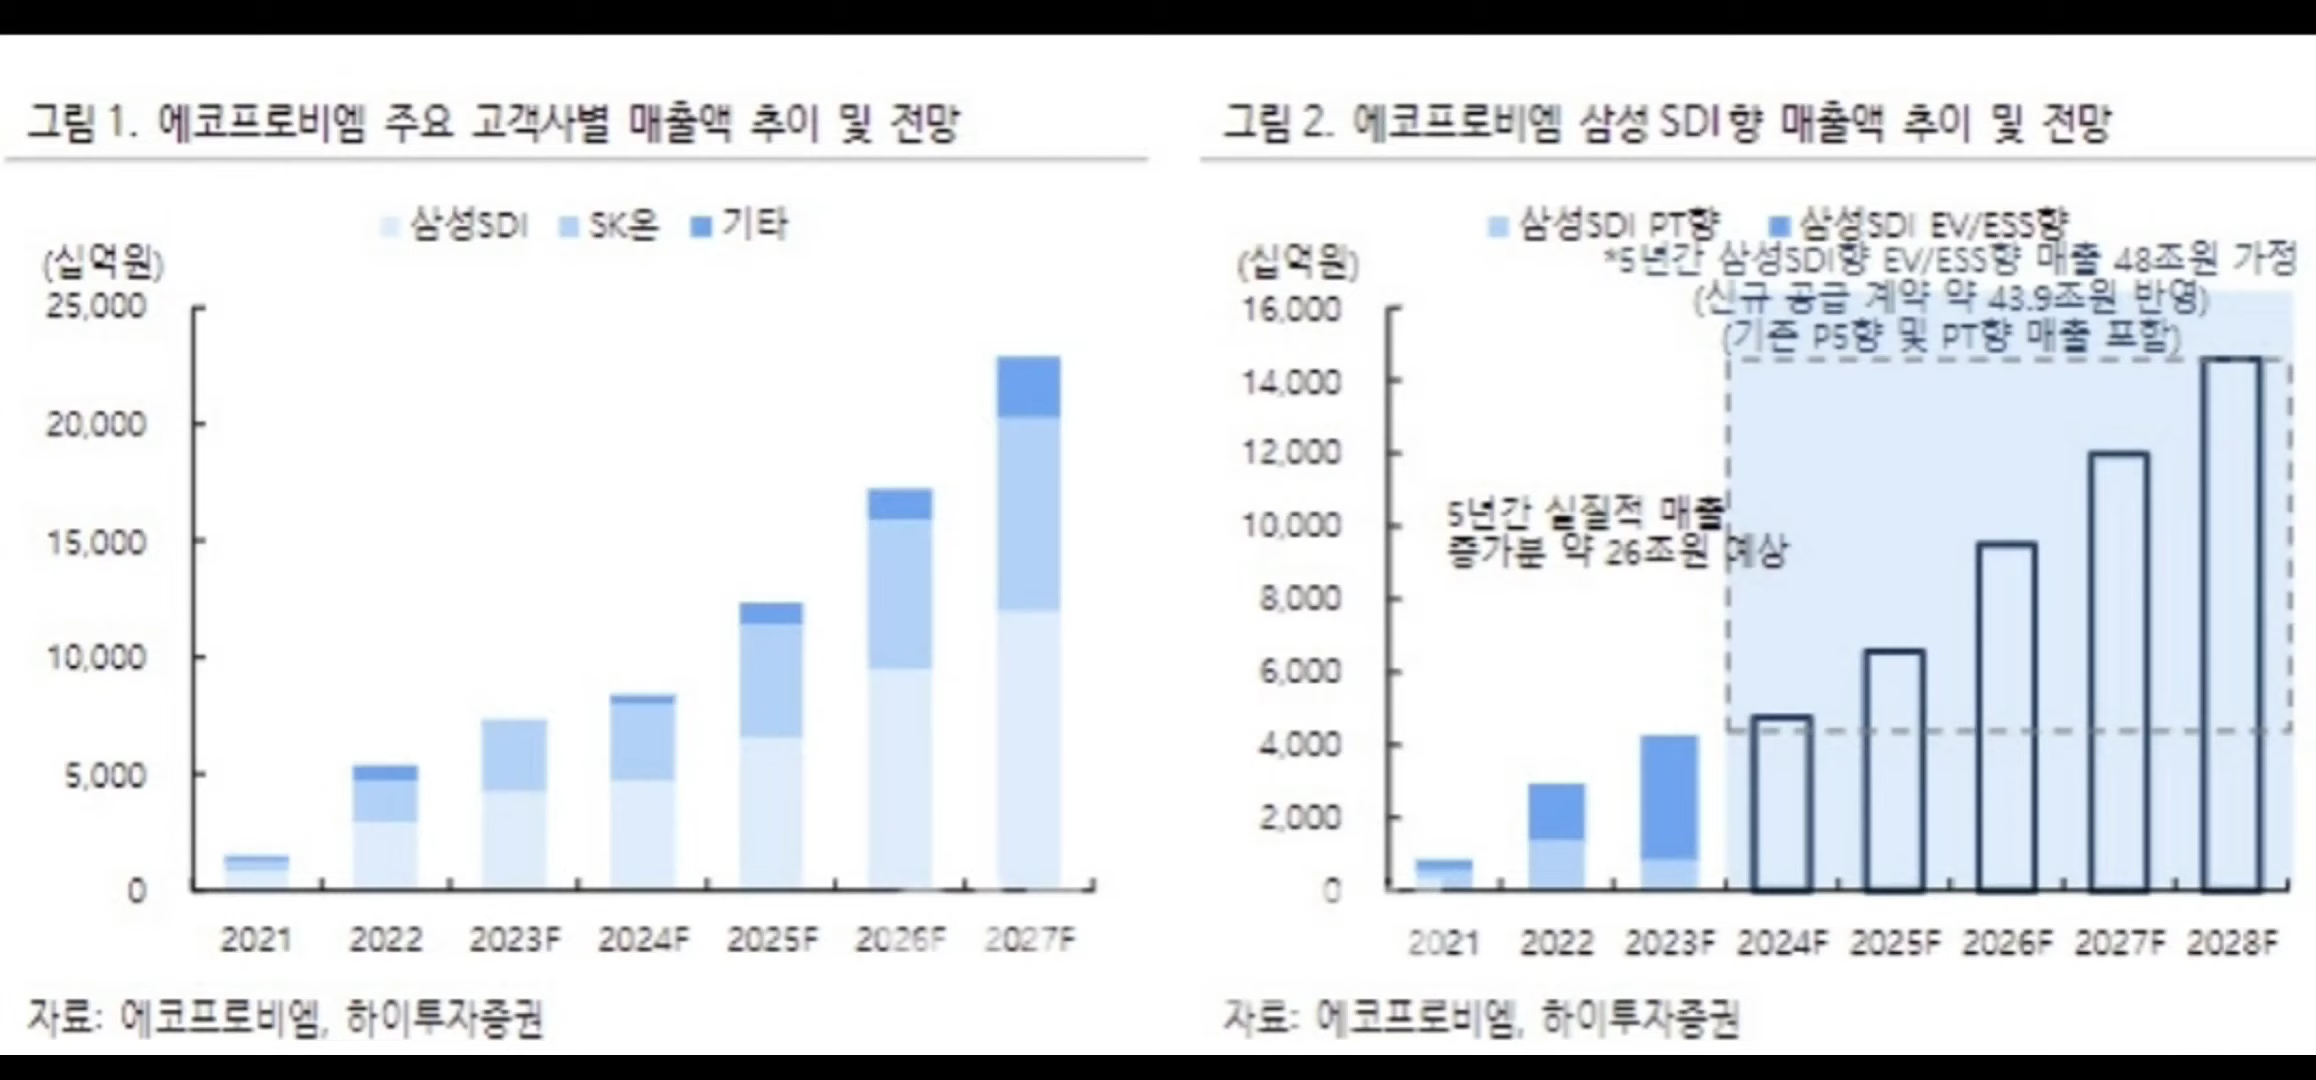 그림 1. 에코프로비엠 주요 고객사별 매출액 추이 및 전망
삼성SDI SK온 기타
(십억원)
25,000
20,000
15,000
10,000
5,000
0
2021 2022 2023F 2024F 2025F 2026F 2027F
자료: 에코프로비엠, 하이투자증권
그림 2. 에코프로비엠 삼성SDI향 매출액 추이 및 전망
삼성SDI PT향 삼성SDI EV/ESS향
*5년간 삼성SDI향 EV/ESS향 매출 48조원 가정
(신규 공급 계약 약 43.9조원 반영)
(기존 P5향 및 PT향 매출 포함)
(십억원)
16,000
14,000
12,000
10,000
8,000
6,000
4,000
2,000
0
5년간 실질적 매출
증가분 약 26조원 예상
2021 2022 2023F 2024F 2025F 2026F 2027F 2028F
자료: 에코프로비엠, 하이투자증권